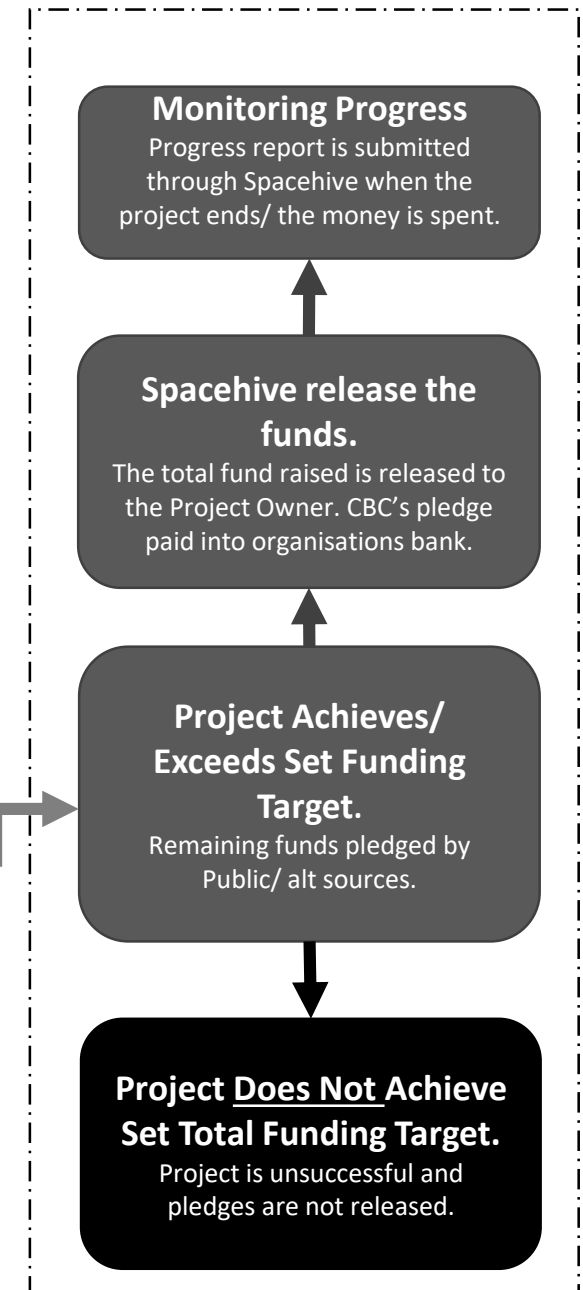 Monitoring Progress
Progress report is submitted
through Spacehive when the
project ends/ the money is spent.
Spacehive release the
funds.
The total fund raised is released to
the Project Owner. CBC’s pledge
paid into organisations bank.
Project Achieves/
Exceeds Set Funding
Target.
Remaining funds pledged by
Public/ alt sources.
Project Does Not Achieve
Set Total Funding Target.
Project is unsuccessful and
pledges are not released.